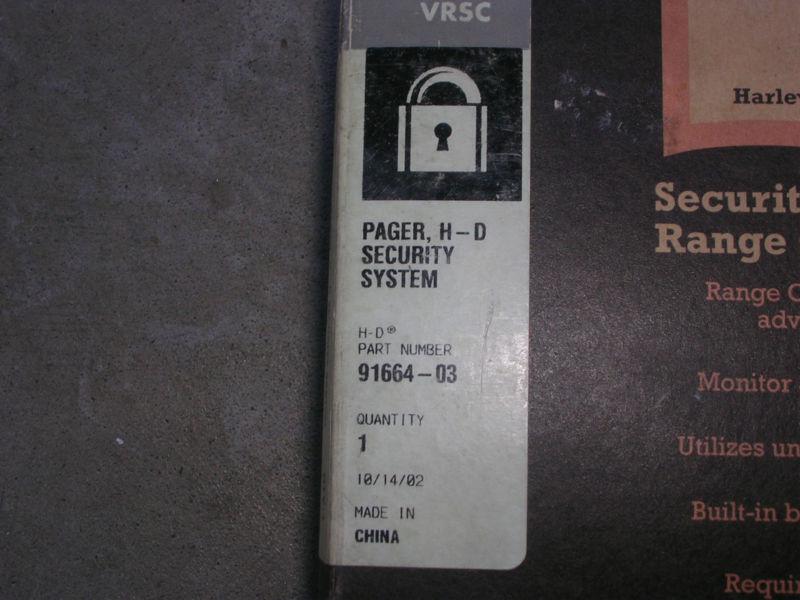 VRSC
PAGER, H-D
SECURITY
SYSTEM
H-D®
PART NUMBER
91664-03
QUANTITY
1
10/14/02
MADE IN
CHINA
Harley
Securit
Range
Range C
adv
Monitor
Utilizes un
Built-in b
Requir